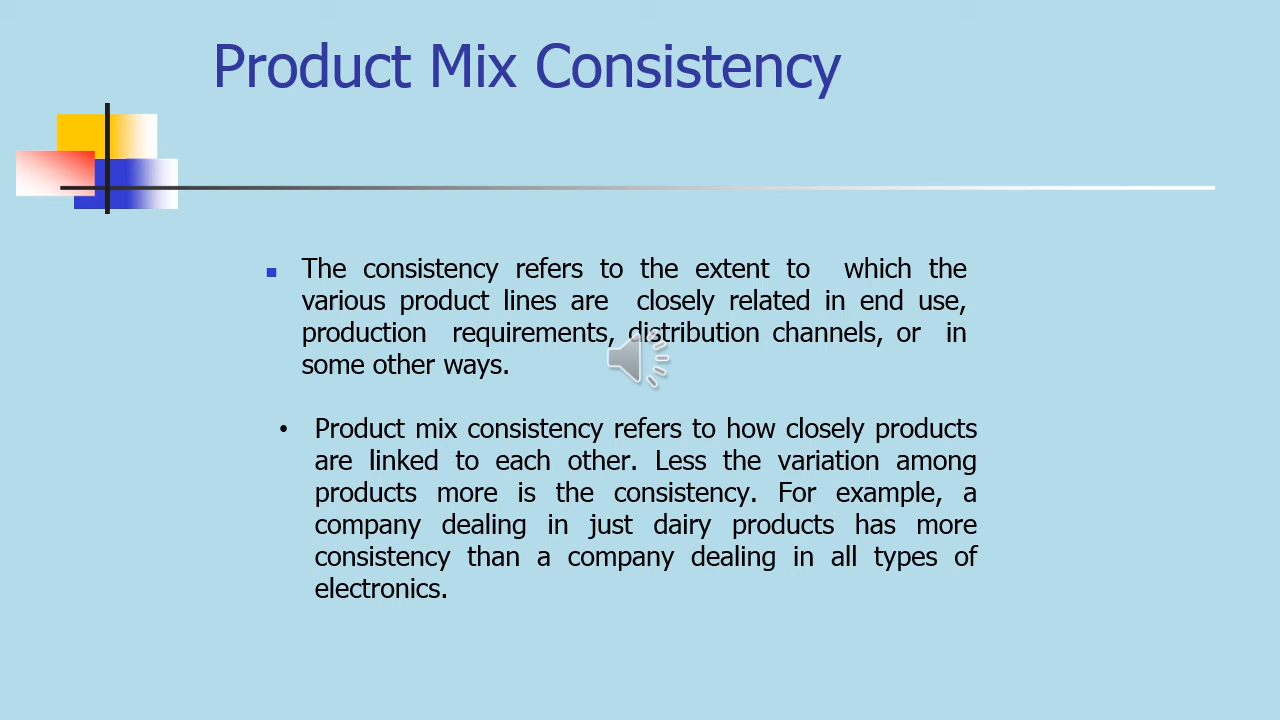 Product Mix Consistency
The consistency refers to the extent to which the
various product lines are closely related in end use,
production requirements, distribution channels, or in
some other ways.
Product mix consistency refers to how closely products
are linked to each other. Less the variation among
products more is the consistency. For example, a
company dealing in just dairy products has more
consistency than a company dealing in all types of
electronics.